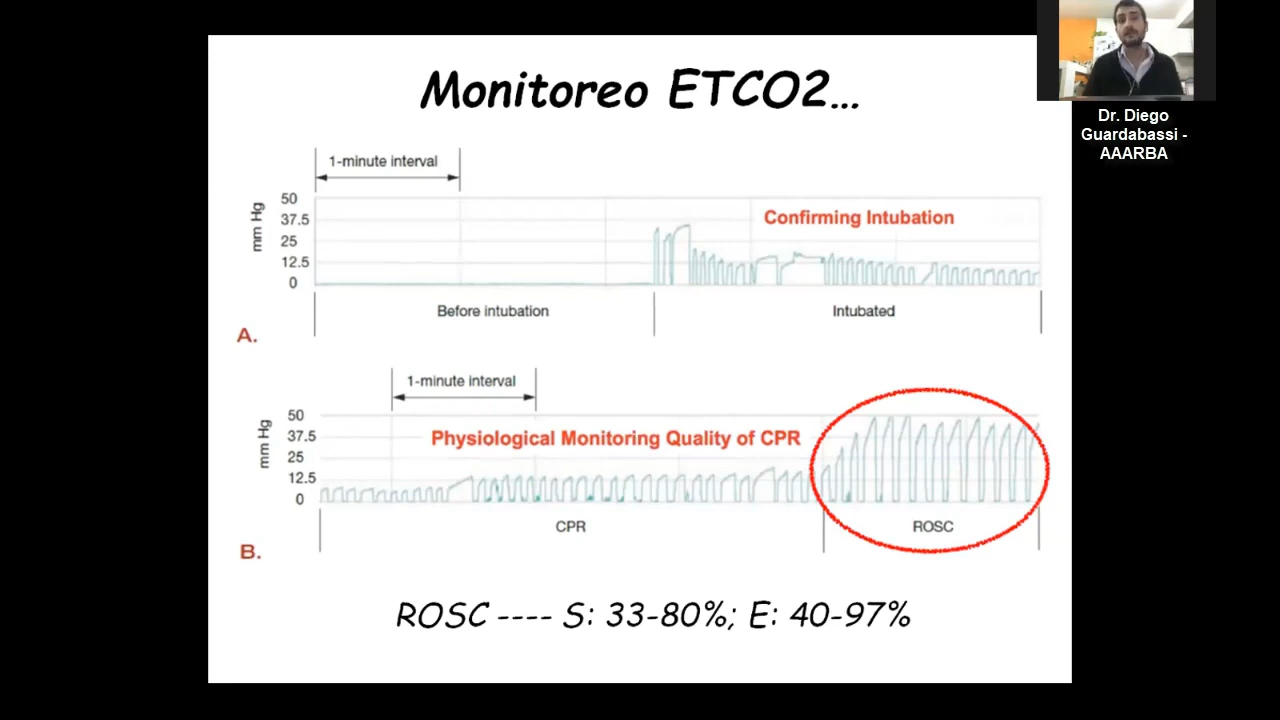 Monitoreo ETCO2...
Dr. Diego
Guardabassi -
AAARBA
1-minute interval
mm Hg
50
37.5
25
12.5
0
Confirming Intubation
Before intubation
Intubated
A.
1-minute interval
mm Hg
50
37.5
25
12.5
0
Physiological Monitoring Quality of CPR
CPR
ROSC
B.
ROSC ---- S: 33-80%; E: 40-97%